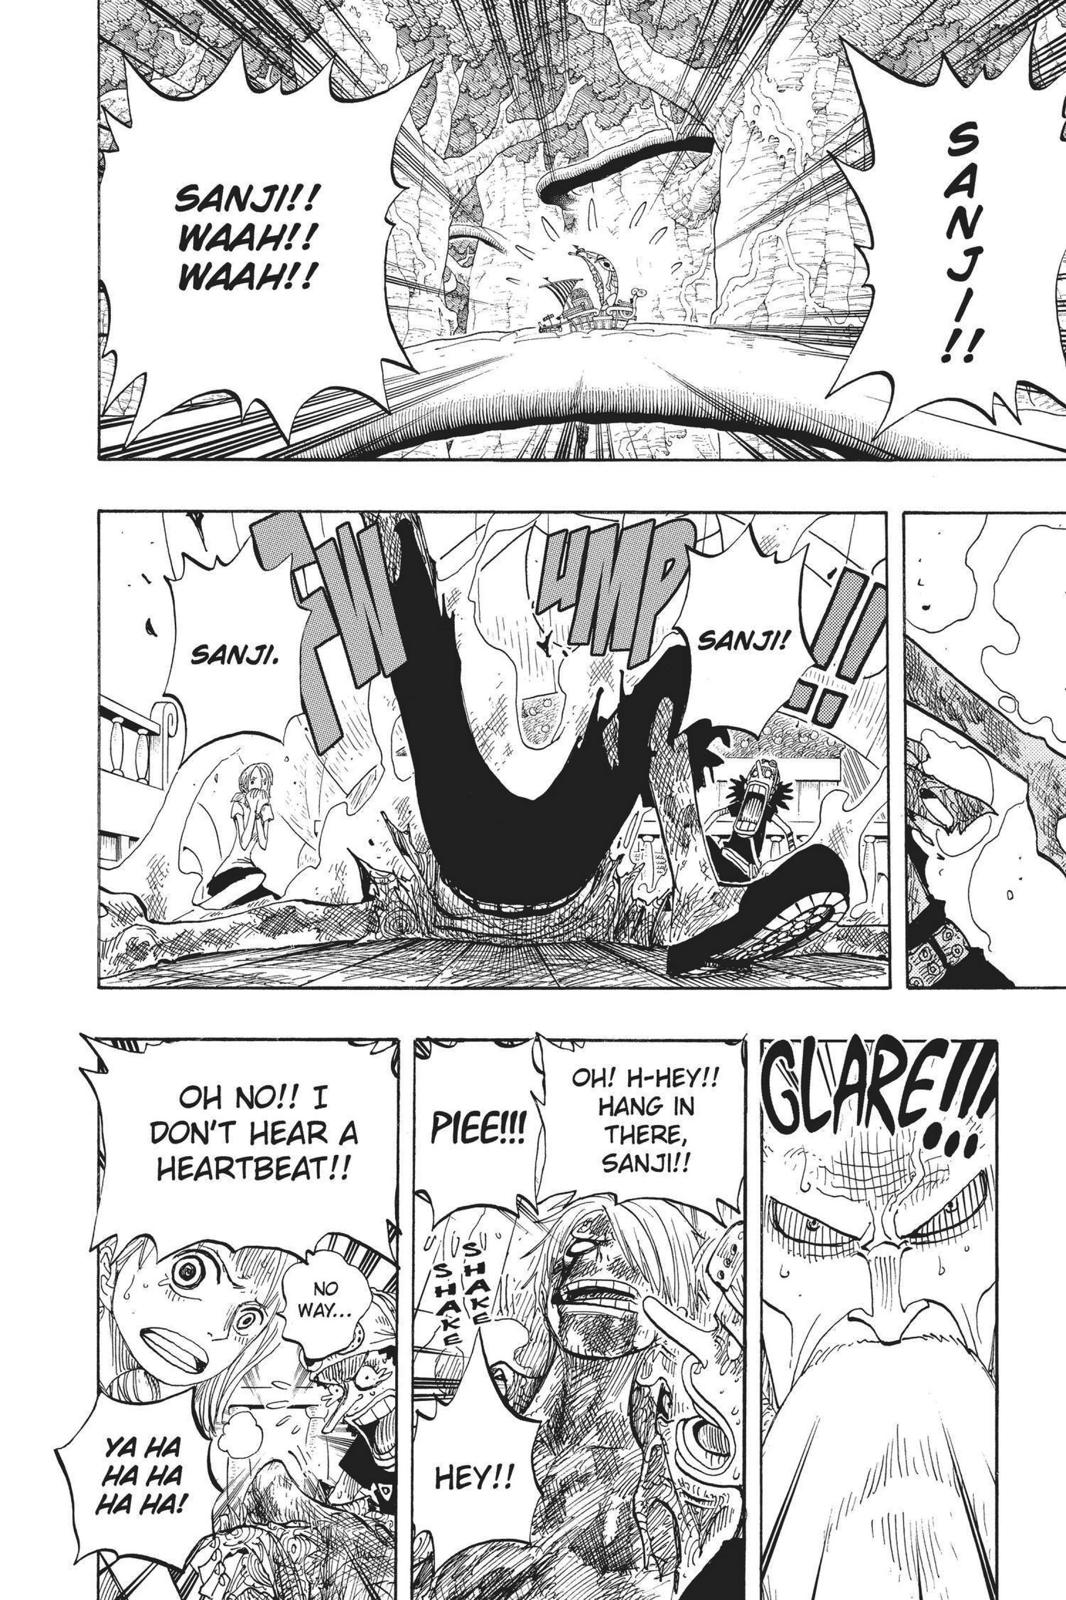 SANJI!!
SANJI!!
WAAH!!
WAAH!!
!!
SANJI!
WUMP
SANJI.
GLARE!!!
OH! H-HEY!!
HANG IN
THERE,
SANJI!!
PIEE!!!
SHAKE
SHAKE
HEY!!
OH NO!! I
DON'T HEAR A
HEARTBEAT!!
NO
WAY...
YA HA
HA HA
HA HA!